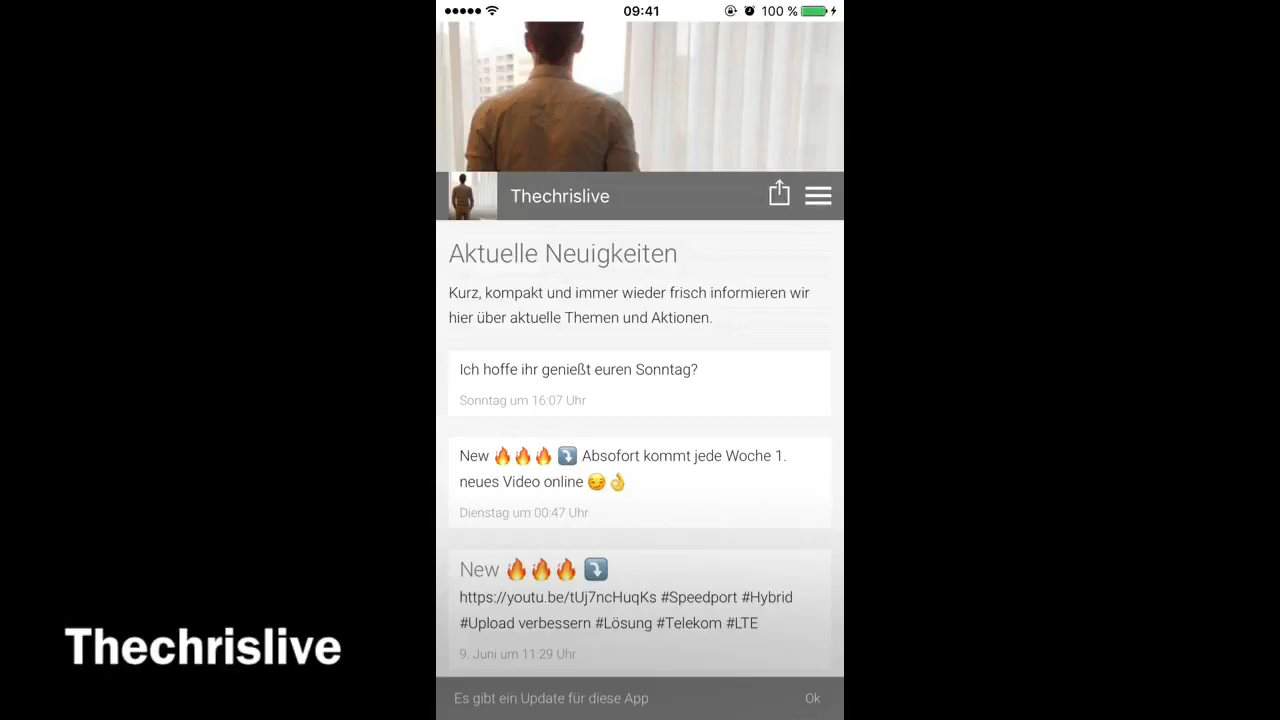 09:41
100 %
Thechrislive
Aktuelle Neuigkeiten
Kurz, kompakt und immer wieder frisch informieren wir
hier über aktuelle Themen und Aktionen.
Ich hoffe ihr genießt euren Sonntag?
Sonntag um 16:07 Uhr
New 🔥🔥🔥 ⤵️ Absofort kommt jede Woche 1.
neues Video online 😏👌
Dienstag um 00:47 Uhr
New 🔥🔥🔥 ⤵️
https://youtu.be/tUj7ncHuqKs #Speedport #Hybrid
#Upload verbessern #Lösung #Telekom #LTE
9. Juni um 11:29 Uhr
Es gibt ein Update für diese App
Ok
Thechrislive